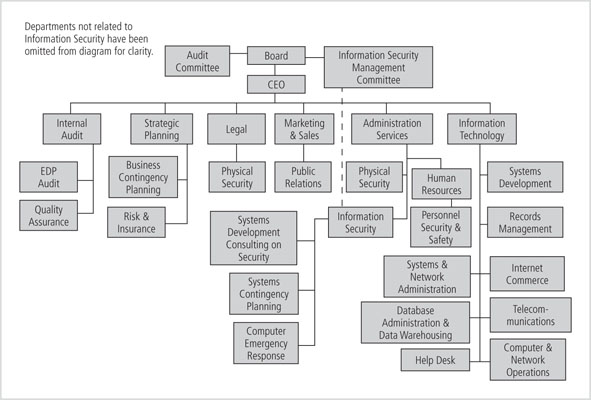 Departments not related to
Information Security have been
omitted from diagram for clarity.
Audit
Committee
Board
Information Security
Management
Committee
CEO
Internal
Audit
Strategic
Planning
Legal
Marketing
& Sales
Administration
Services
Information
Technology
EDP
Audit
Business
Contingency
Planning
Physical
Security
Public
Relations
Physical
Security
Human
Resources
Systems
Development
Quality
Assurance
Risk &
Insurance
Systems
Development
Consulting on
Security
Information
Security
Personnel
Security &
Safety
Records
Management
Systems
Contingency
Planning
Systems &
Network
Administration
Internet
Commerce
Computer
Emergency
Response
Database
Administration &
Data Warehousing
Telecom-
munications
Help Desk
Computer &
Network
Operations